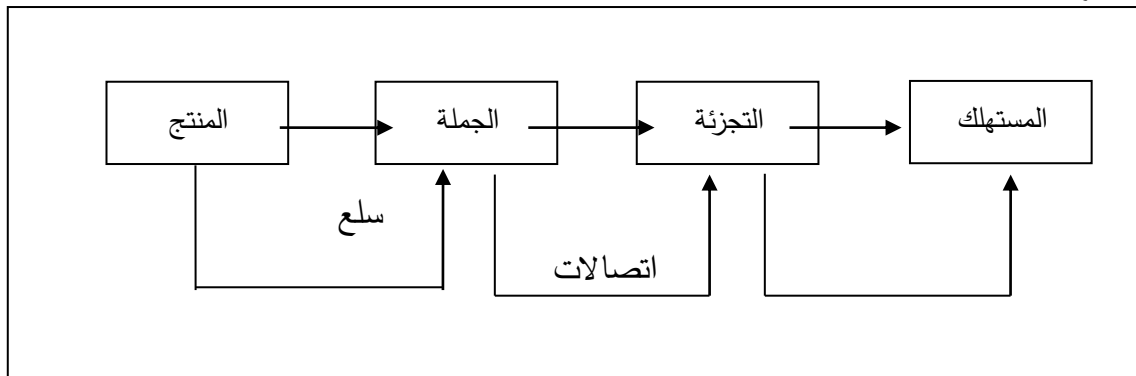 المنتج
الجملة
التجزئة
المستهلك
سلع
اتصالات